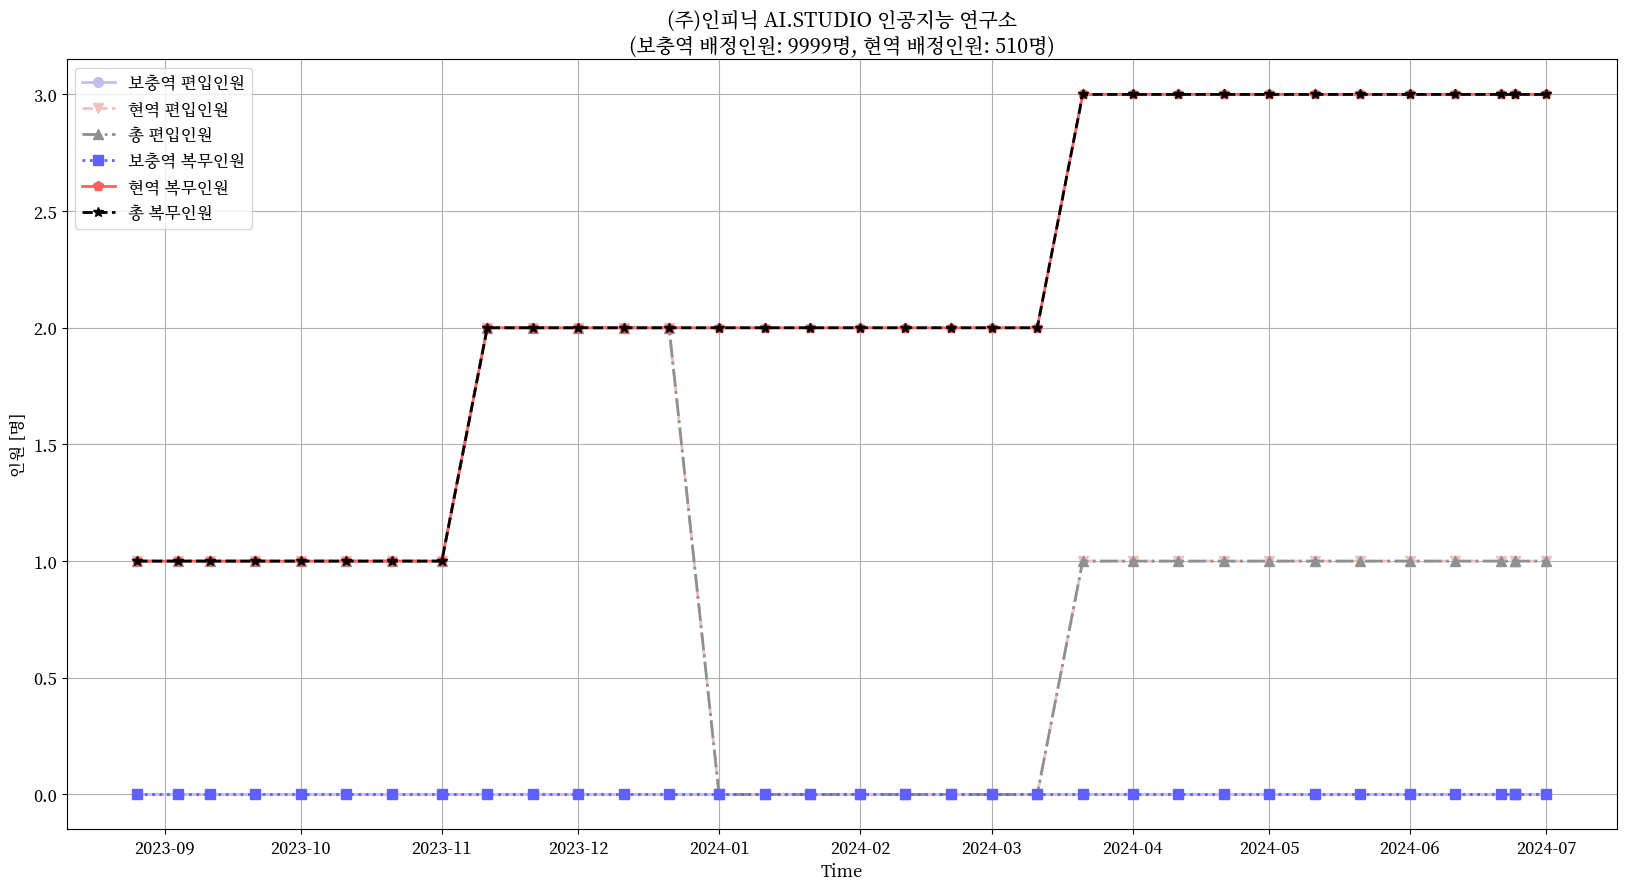 (주)인피닉 AI.STUDIO 인공지능 연구소
(보충역 배정인원: 9999명, 현역 배정인원: 510명)
보충역 편입인원
현역 편입인원
총 편입인원
보충역 복무인원
현역 복무인원
총 복무인원
인원 [명]
3.0
2.5
2.0
1.5
1.0
0.5
0.0
2023-09 2023-10 2023-11 2023-12 2024-01 2024-02 2024-03 2024-04 2024-05 2024-06 2024-07
Time